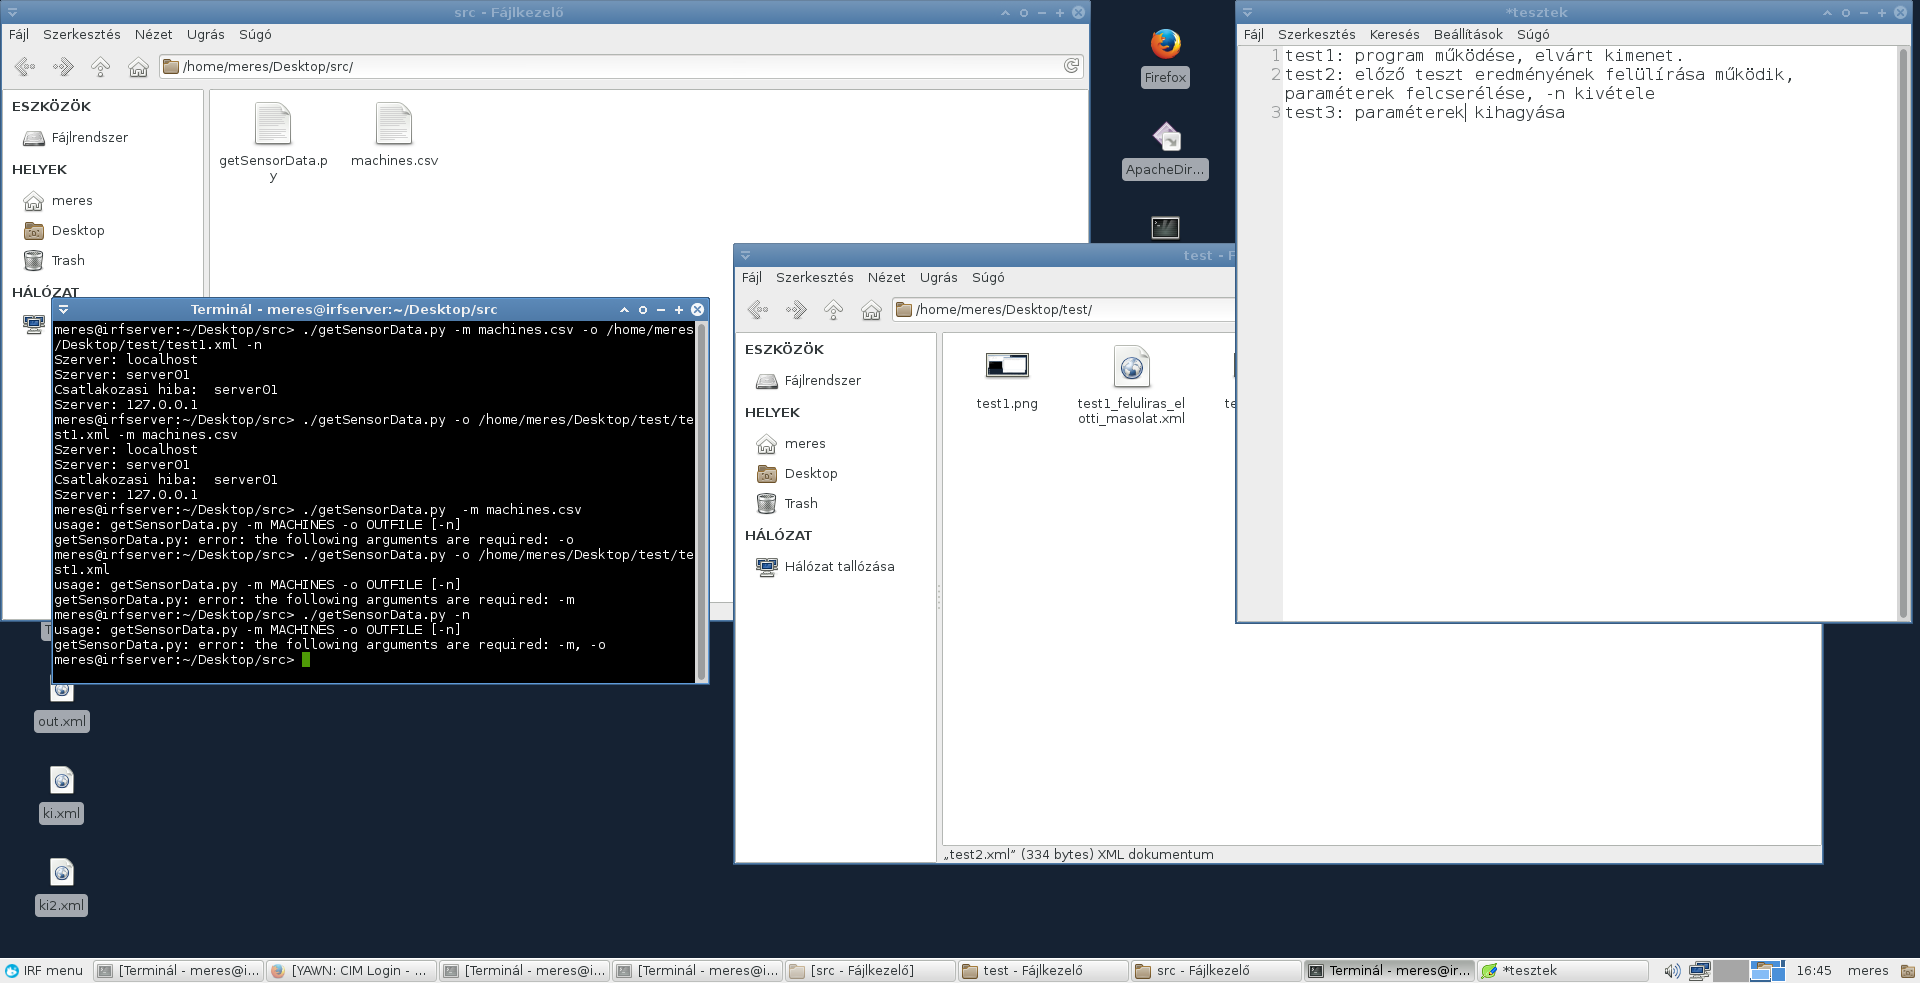 src - Fájlkezelő
Fájl Szerkesztés Nézet Ugrás Súgó
/home/meres/Desktop/src/
ESZKÖZÖK
Fájlrendszer
HELYEK
meres
Desktop
Trash
HÁLÓZAT
getSensorData.p
y
machines.csv
Firefox
ApacheDir...
*tesztek
Fájl Szerkesztés Keresés Beállítások Súgó
1 test1: program működése, elvárt kimenet.
2 test2: előző teszt eredményének felülírása működik,
paraméterek felcserélése, -n kivétele
3 test3: paraméterek kihagyása
test - F
Fájl Szerkesztés Nézet Ugrás Súgó
/home/meres/Desktop/test/
ESZKÖZÖK
Fájlrendszer
HELYEK
meres
Desktop
Trash
HÁLÓZAT
Hálózat tallózása
test1.png
test1_feluliras_el
otti_masolat.xml
te
„test2.xml” (334 bytes) XML dokumentum
Terminál - meres@irfserver:~/Desktop/src
meres@irfserver:~/Desktop/src> ./getSensorData.py -m machines.csv -o /home/meres
/Desktop/test/test1.xml -n
Szerver: localhost
Szerver: server01
Csatlakozasi hiba:  server01
Szerver: 127.0.0.1
meres@irfserver:~/Desktop/src> ./getSensorData.py -o /home/meres/Desktop/test/te
st1.xml -m machines.csv
Szerver: localhost
Szerver: server01
Csatlakozasi hiba:  server01
Szerver: 127.0.0.1
meres@irfserver:~/Desktop/src> ./getSensorData.py  -m machines.csv
usage: getSensorData.py -m MACHINES -o OUTFILE [-n]
getSensorData.py: error: the following arguments are required: -o
meres@irfserver:~/Desktop/src> ./getSensorData.py -o /home/meres/Desktop/test/te
st1.xml
usage: getSensorData.py -m MACHINES -o OUTFILE [-n]
getSensorData.py: error: the following arguments are required: -m
meres@irfserver:~/Desktop/src> ./getSensorData.py -n
usage: getSensorData.py -m MACHINES -o OUTFILE [-n]
getSensorData.py: error: the following arguments are required: -m, -o
meres@irfserver:~/Desktop/src>
out.xml
ki.xml
ki2.xml
IRF menu [Terminál - meres@i... [YAWN: CIM Login - ... [Terminál - meres@i... [Terminál - meres@i... [src - Fájlkezelő] test - Fájlkezelő src - Fájlkezelő Terminál - meres@ir... *tesztek 16:45 meres